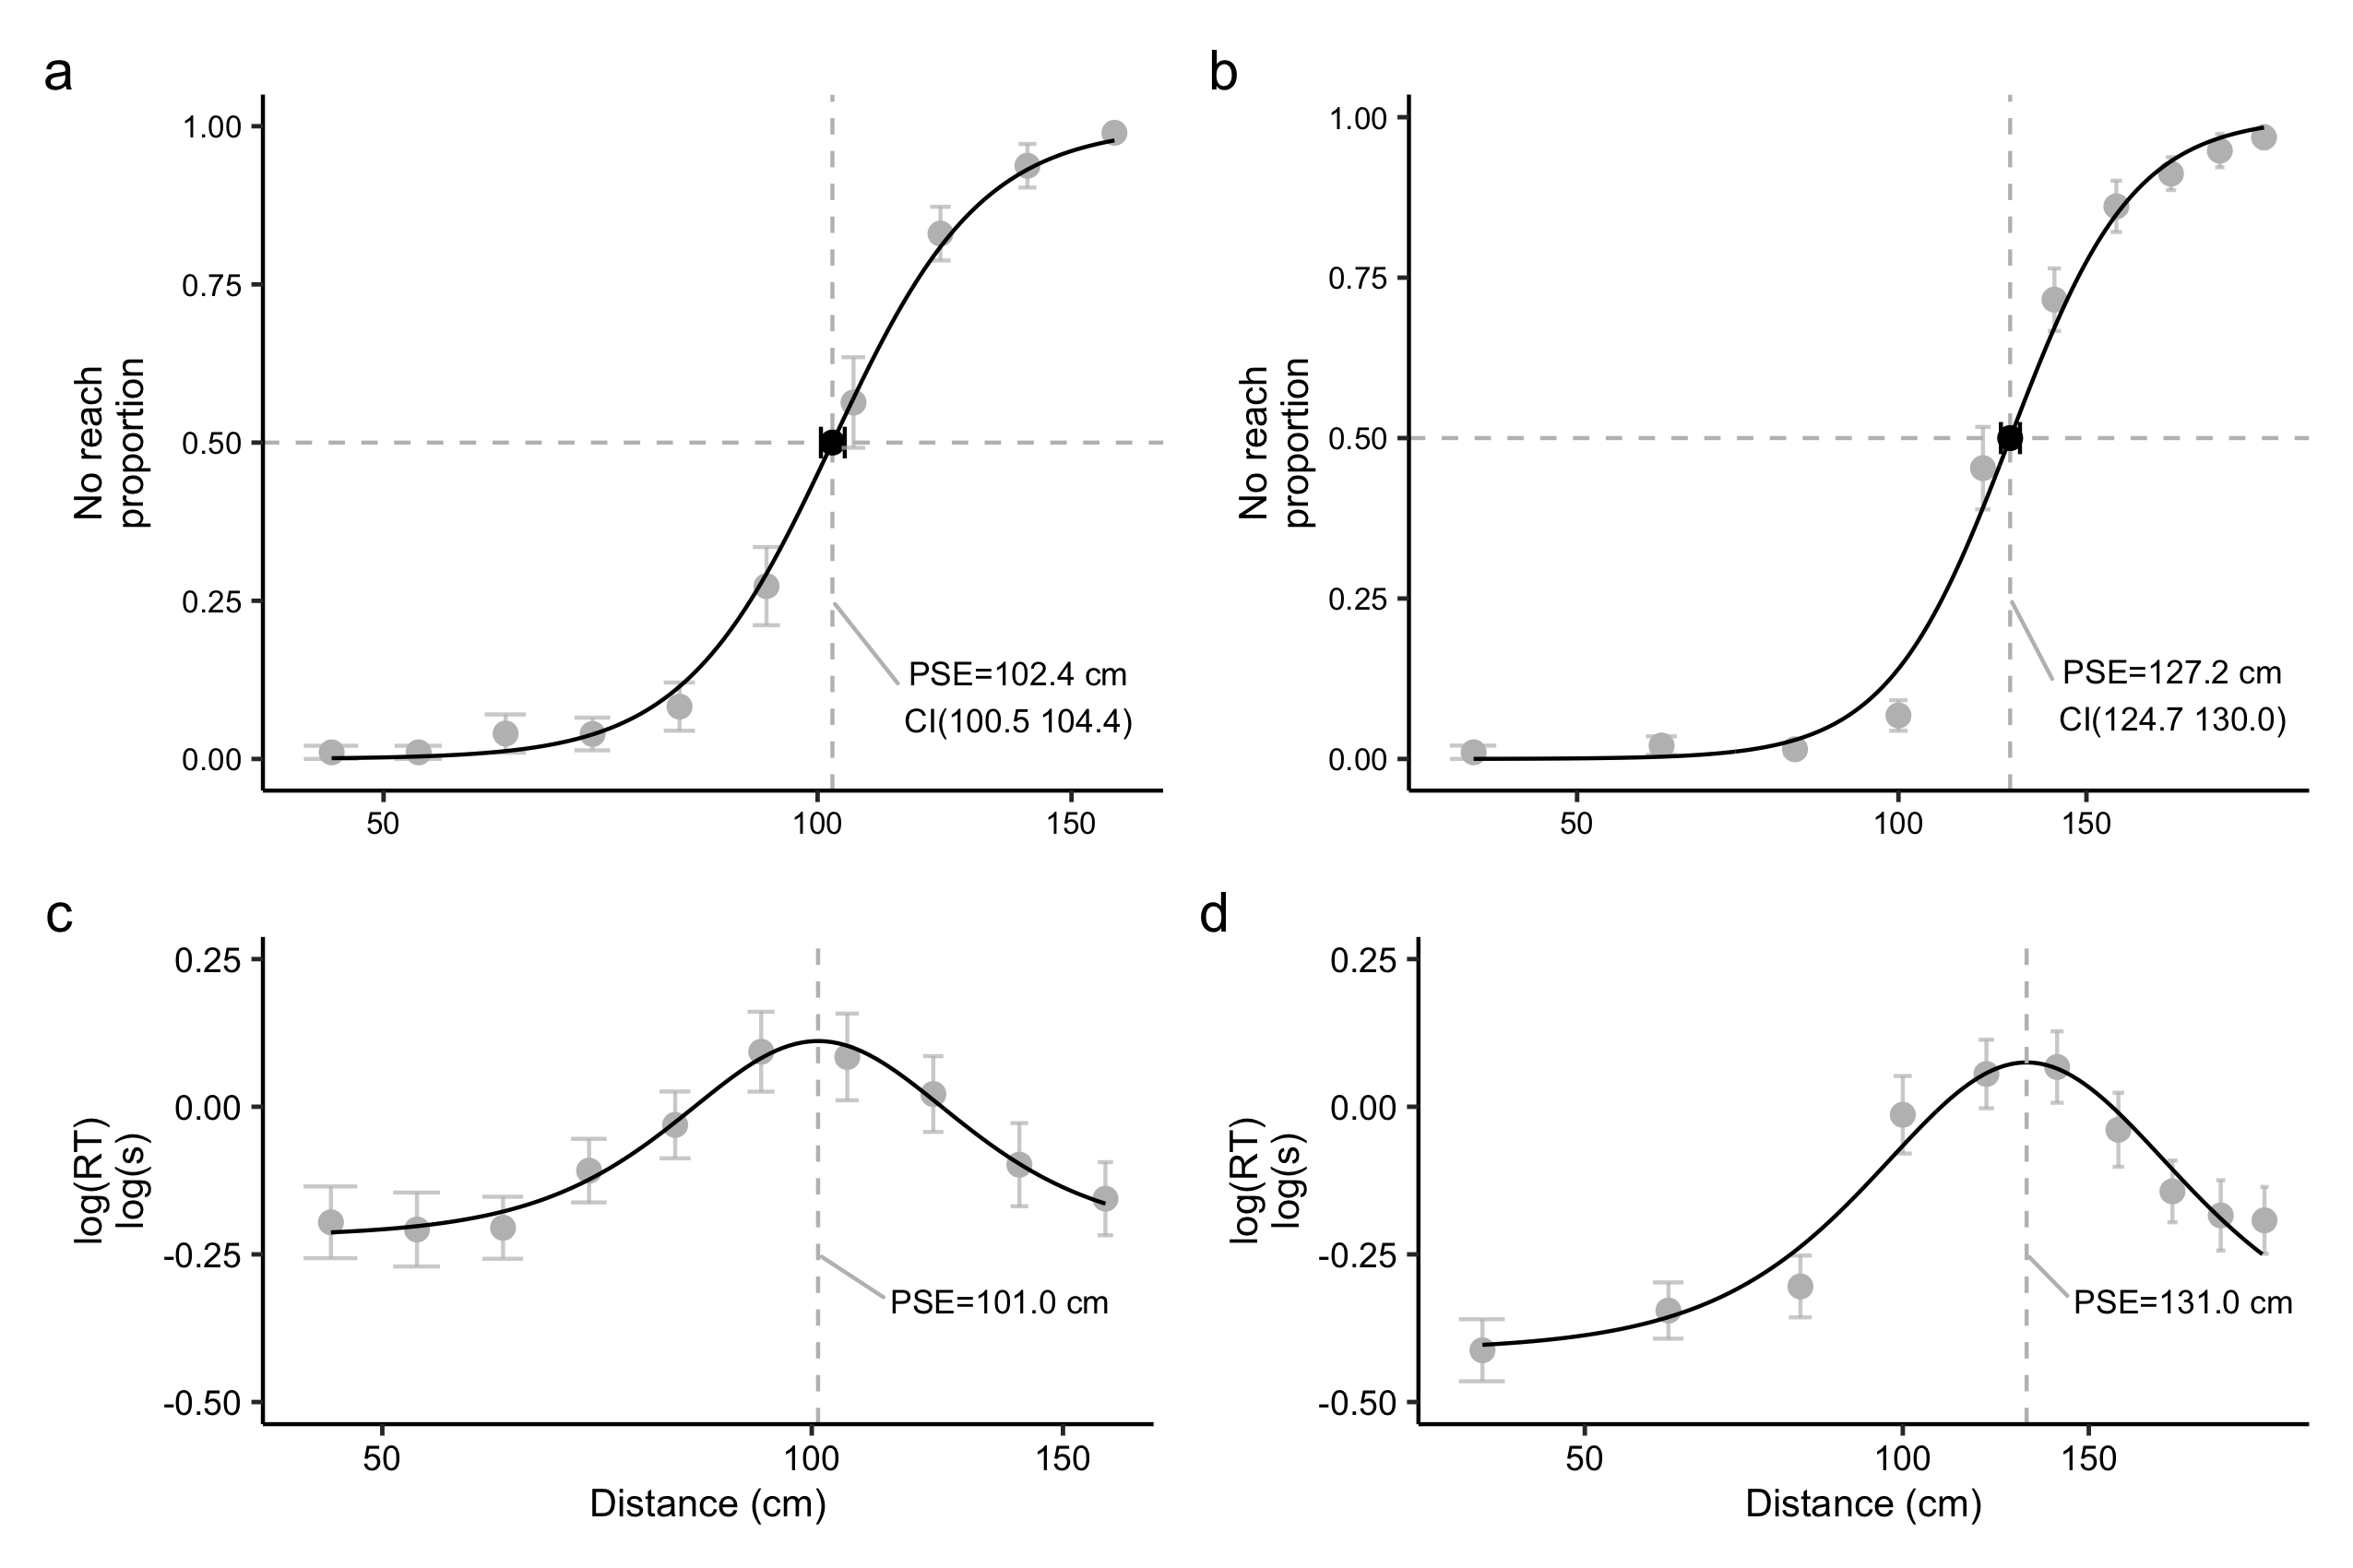 a
1.00
0.75
0.50
0.25
0.00
No reach
proportion
PSE=102.4 cm
CI(100.5 104.4)
50
100
150
b
1.00
0.75
0.50
0.25
0.00
No reach
proportion
PSE=127.2 cm
CI(124.7 130.0)
50
100
150
c
0.25
0.00
-0.25
-0.50
log(RT)
log(s)
PSE=101.0 cm
50
100
150
Distance (cm)
d
0.25
0.00
-0.25
-0.50
log(RT)
log(s)
PSE=131.0 cm
50
100
150
Distance (cm)